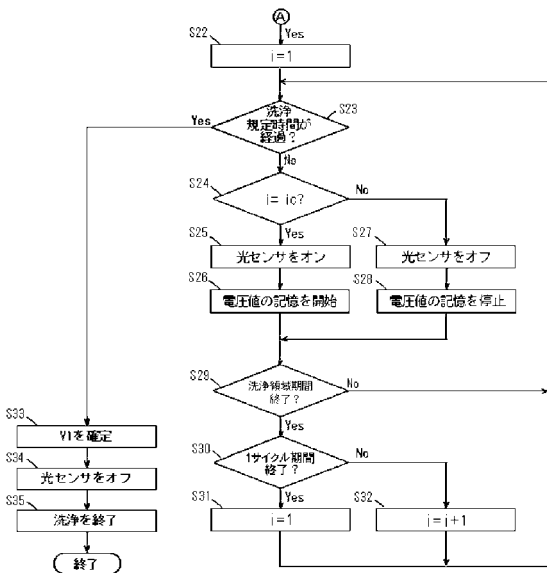 A
Yes
S22
i=1
S23
洗浄
規定時間が
経過？
Yes
No
S24
i= ic?
No
Yes
S25
光センサをオン
S27
光センサをオフ
S26
電圧値の記憶を開始
S28
電圧値の記憶を停止
S29
洗浄領域期間
終了？
No
Yes
S30
1サイクル期間
終了？
No
Yes
S31
i=1
S32
i=i+1
S33
V1を確定
S34
光センサをオフ
S35
洗浄を終了
終了